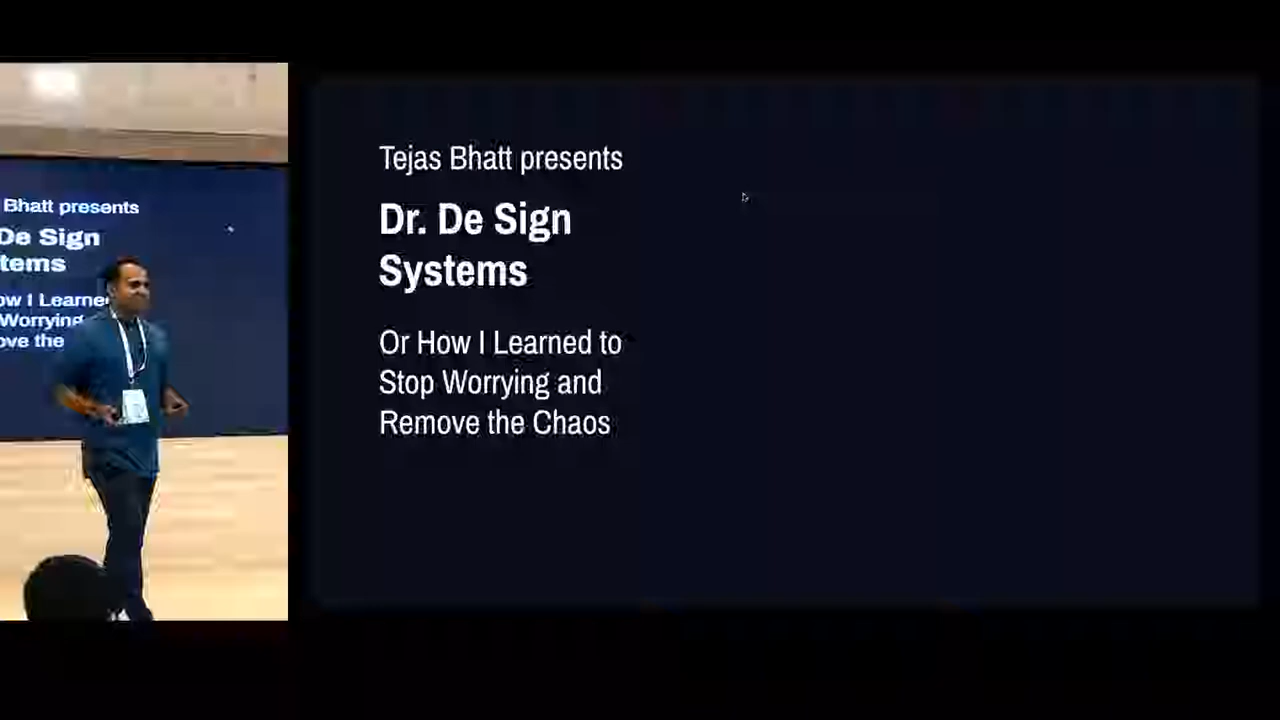 Bhatt presents
De Sign
tems
ow I Learne
Worrying
ove the
Tejas Bhatt presents
Dr. De Sign
Systems
Or How I Learned to
Stop Worrying and
Remove the Chaos